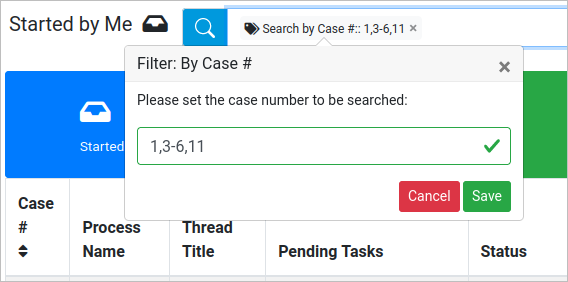 Started by Me
Search by Case #:: 1,3-6,11 ×
Filter: By Case #
×
Please set the case number to be searched:
1,3-6,11
Started
Cancel Save
Case
#
Process
Name
Thread
Title
Pending Tasks
Status